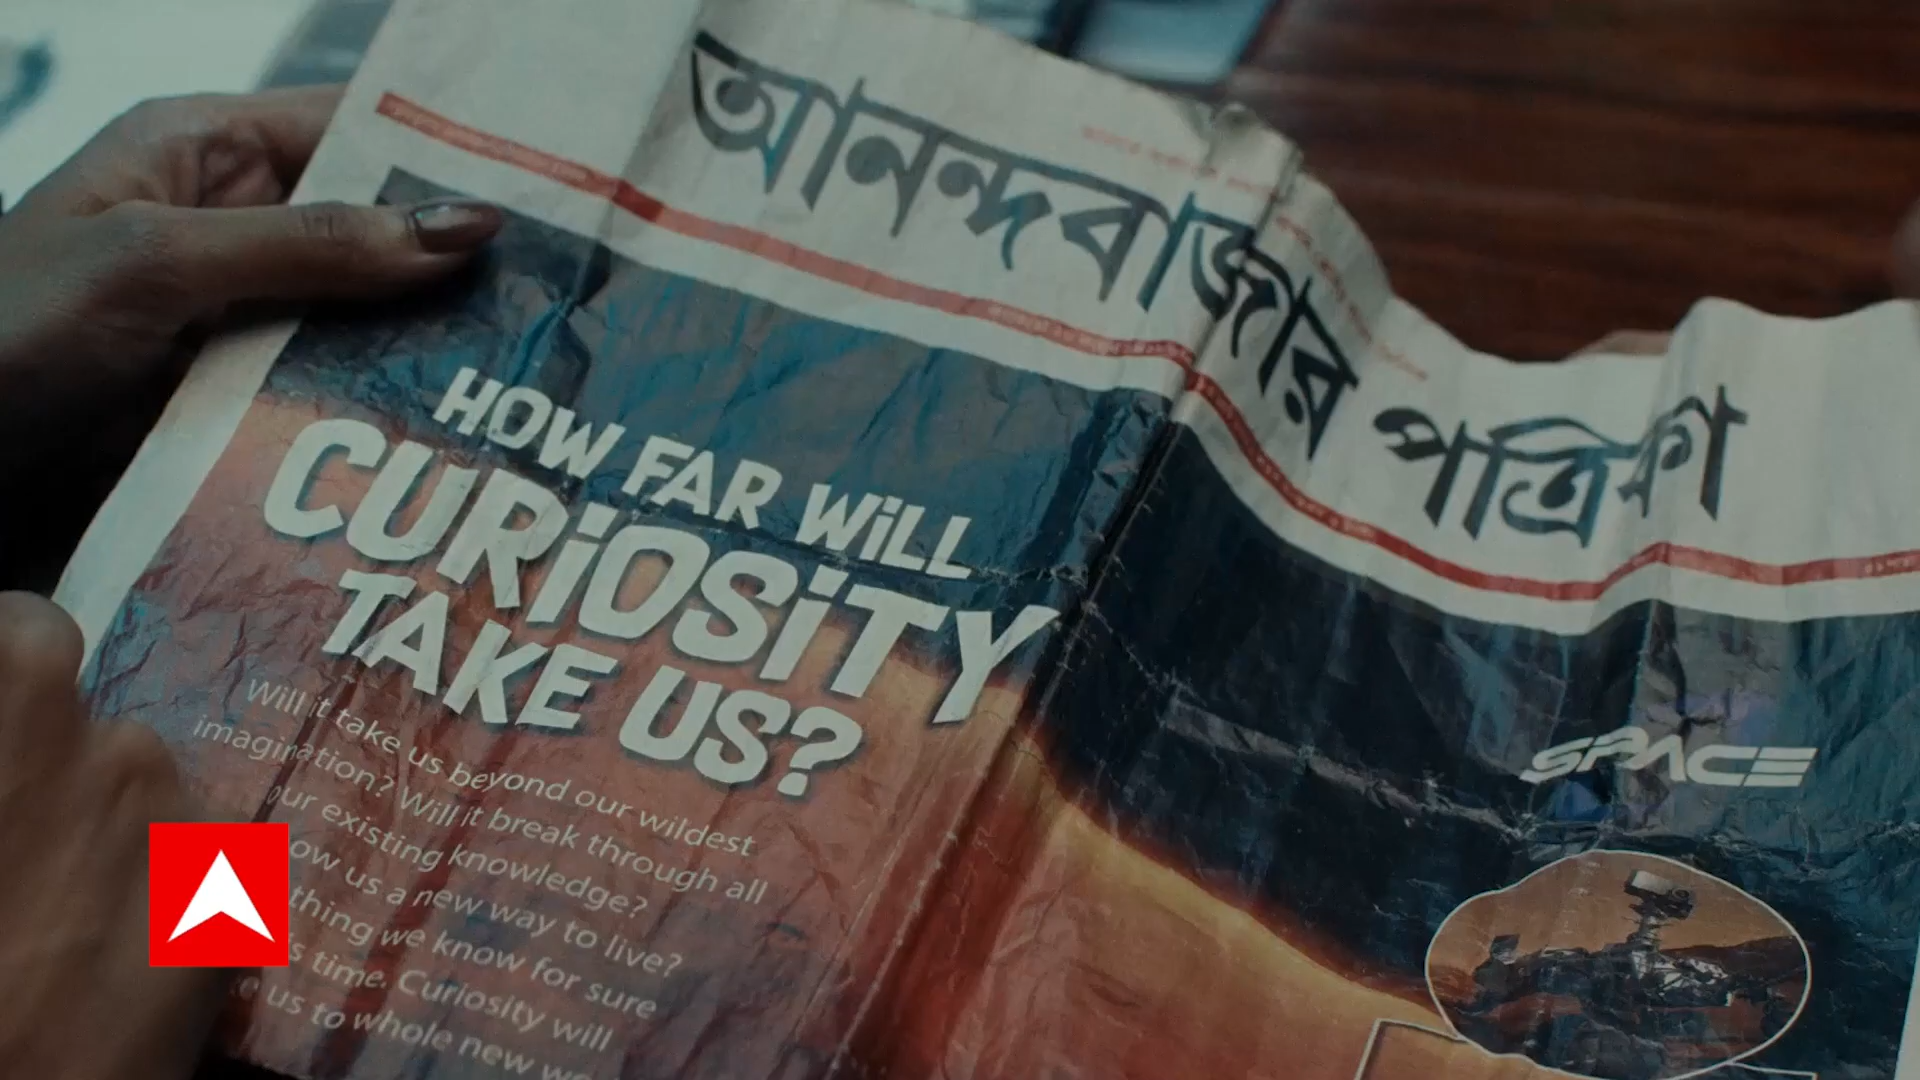 আনন্দবাজার পত্রিকা
HOW FAR WiLL
CURiOSiTY
TAKE US?
Will it take us beyond our wildest
imagination? Will it break through all
our existing knowledge?
us a new way to live?
thing we know for sure
time. Curiosity will
us to whole new
SPACE